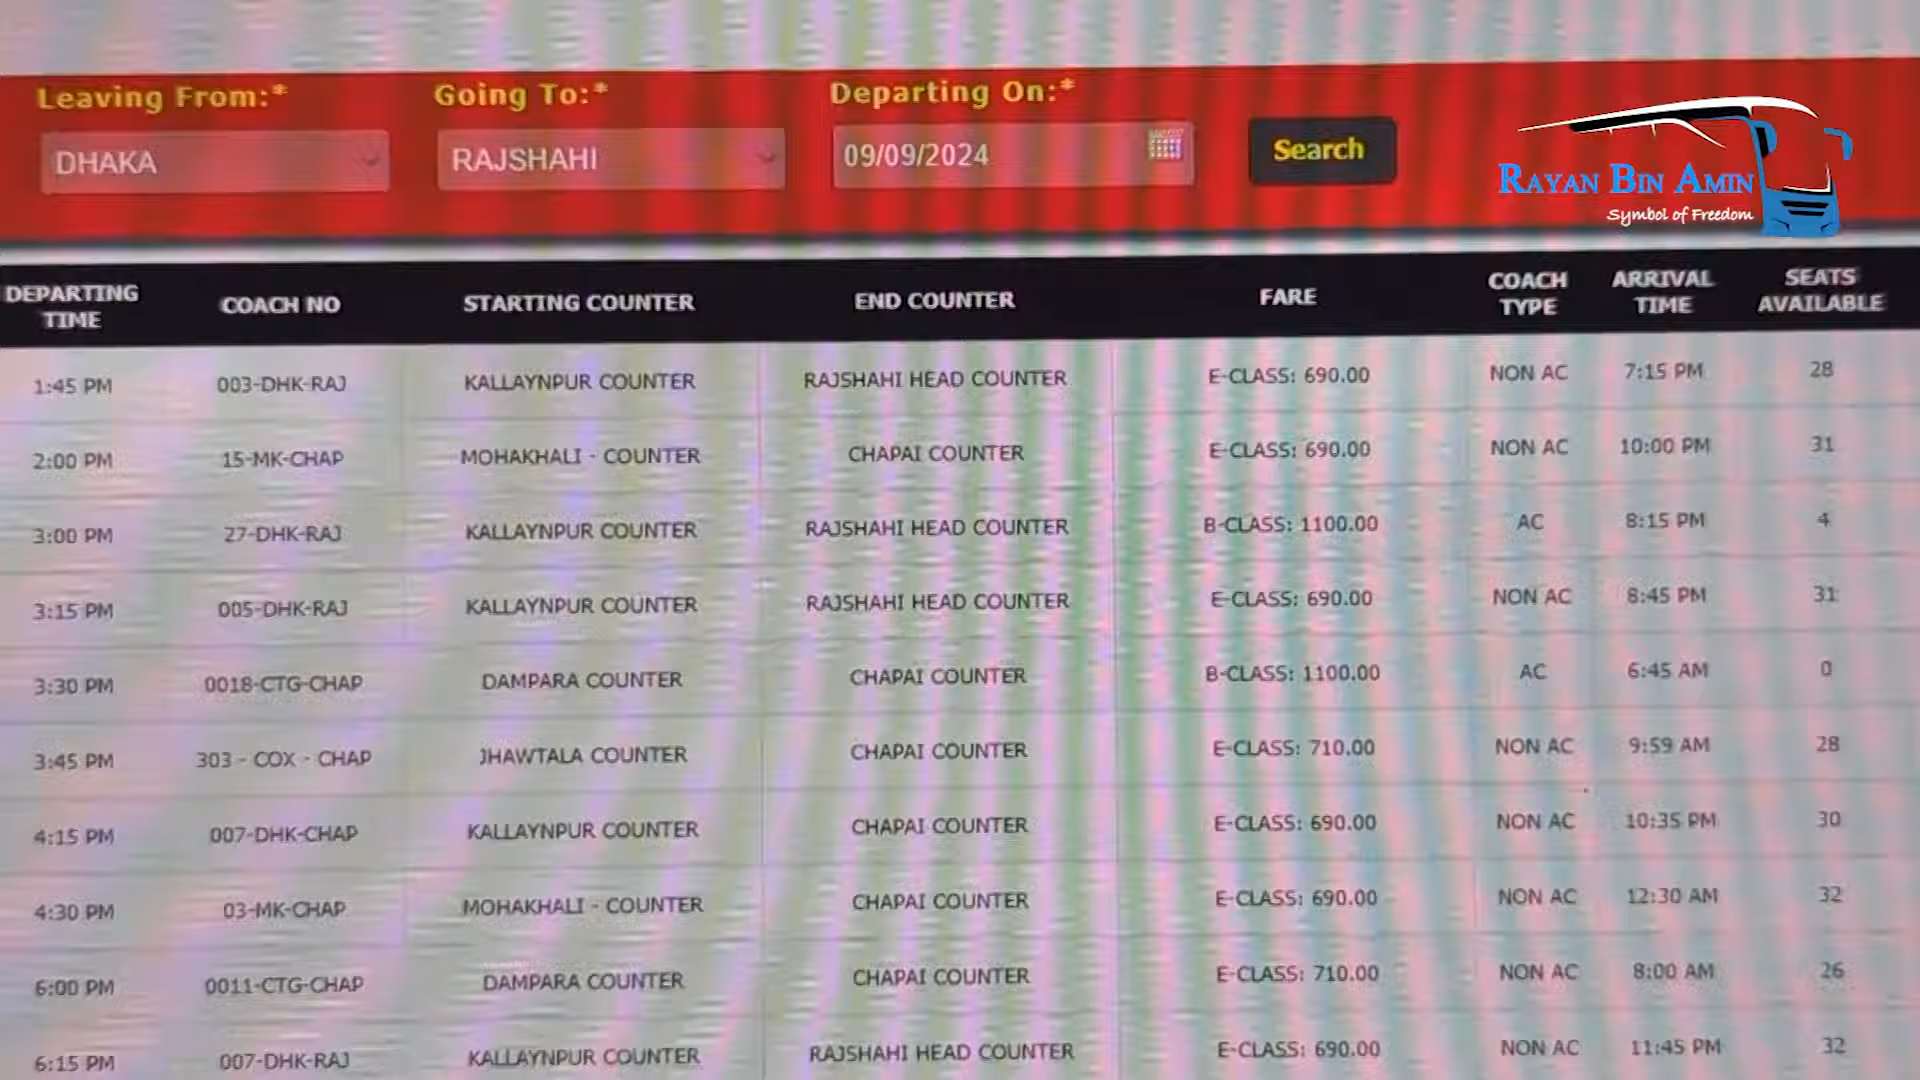 Leaving From:* Going To:* Departing On:*
DHAKA RAJSHAHI 09/09/2024 Search
RAYAN BIN AMIN
Symbol of Freedom
DEPARTING TIME COACH NO STARTING COUNTER END COUNTER FARE COACH TYPE ARRIVAL TIME SEATS AVAILABLE
1:45 PM 003-DHK-RAJ KALLAYNPUR COUNTER RAJSHAHI HEAD COUNTER E-CLASS: 690.00 NON AC 7:15 PM 28
2:00 PM 15-MK-CHAP MOHAKHALI - COUNTER CHAPAI COUNTER E-CLASS: 690.00 NON AC 10:00 PM 31
3:00 PM 27-DHK-RAJ KALLAYNPUR COUNTER RAJSHAHI HEAD COUNTER B-CLASS: 1100.00 AC 8:15 PM 4
3:15 PM 005-DHK-RAJ KALLAYNPUR COUNTER RAJSHAHI HEAD COUNTER E-CLASS: 690.00 NON AC 8:45 PM 31
3:30 PM 0018-CTG-CHAP DAMPARA COUNTER CHAPAI COUNTER B-CLASS: 1100.00 AC 6:45 AM 0
3:45 PM 303 - COX - CHAP JHAWTALA COUNTER CHAPAI COUNTER E-CLASS: 710.00 NON AC 9:59 AM 28
4:15 PM 007-DHK-CHAP KALLAYNPUR COUNTER CHAPAI COUNTER E-CLASS: 690.00 NON AC 10:35 PM 30
4:30 PM 03-MK-CHAP MOHAKHALI - COUNTER CHAPAI COUNTER E-CLASS: 690.00 NON AC 12:30 AM 32
6:00 PM 0011-CTG-CHAP DAMPARA COUNTER CHAPAI COUNTER E-CLASS: 710.00 NON AC 8:00 AM 26
6:15 PM 007-DHK-RAJ KALLAYNPUR COUNTER RAJSHAHI HEAD COUNTER E-CLASS: 690.00 NON AC 11:45 PM 32